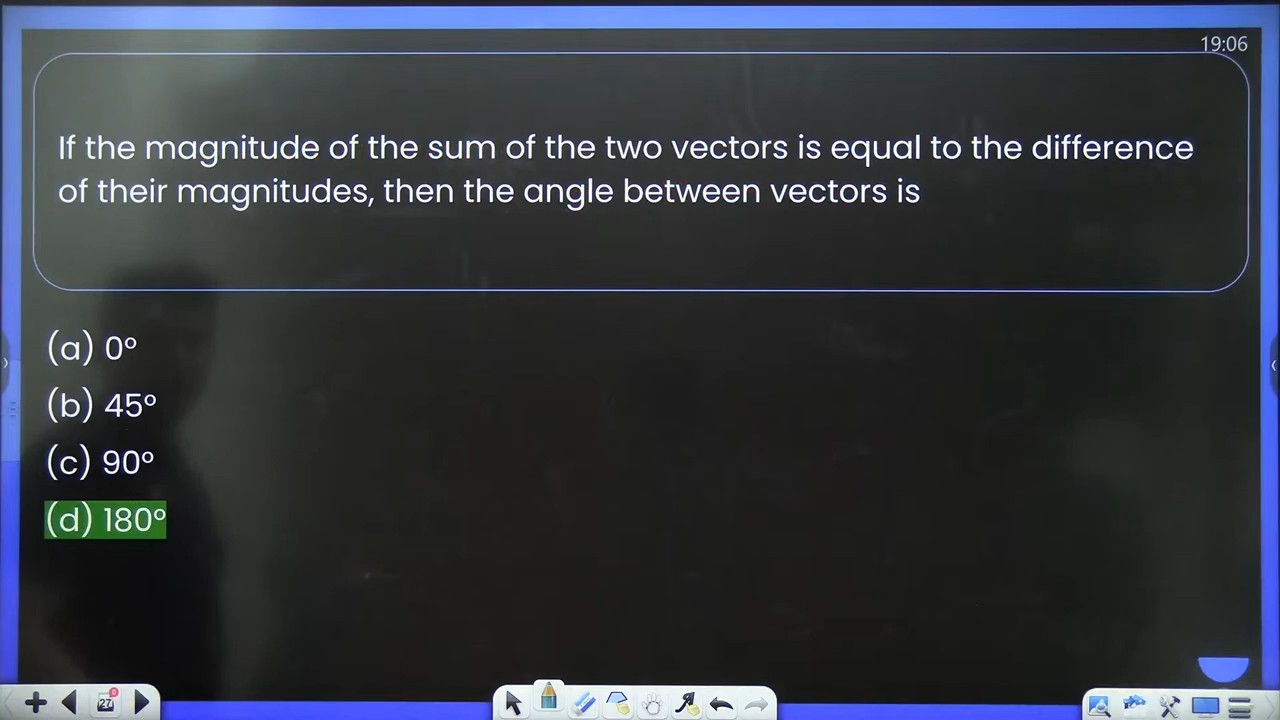 19:06
If the magnitude of the sum of the two vectors is equal to the difference
of their magnitudes, then the angle between vectors is
(a) 0°
(b) 45°
(c) 90°
(d) 180°
27
0